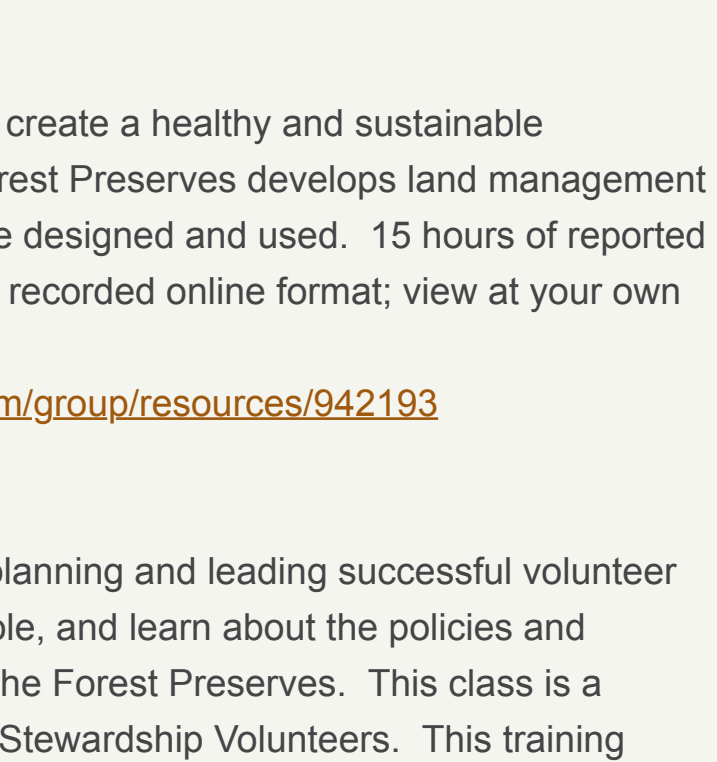 create a healthy and sustainable
rest Preserves develops land management
e designed and used.  15 hours of reported
recorded online format; view at your own
m/group/resources/942193
planning and leading successful volunteer
ole, and learn about the policies and
he Forest Preserves.  This class is a
Stewardship Volunteers.  This training